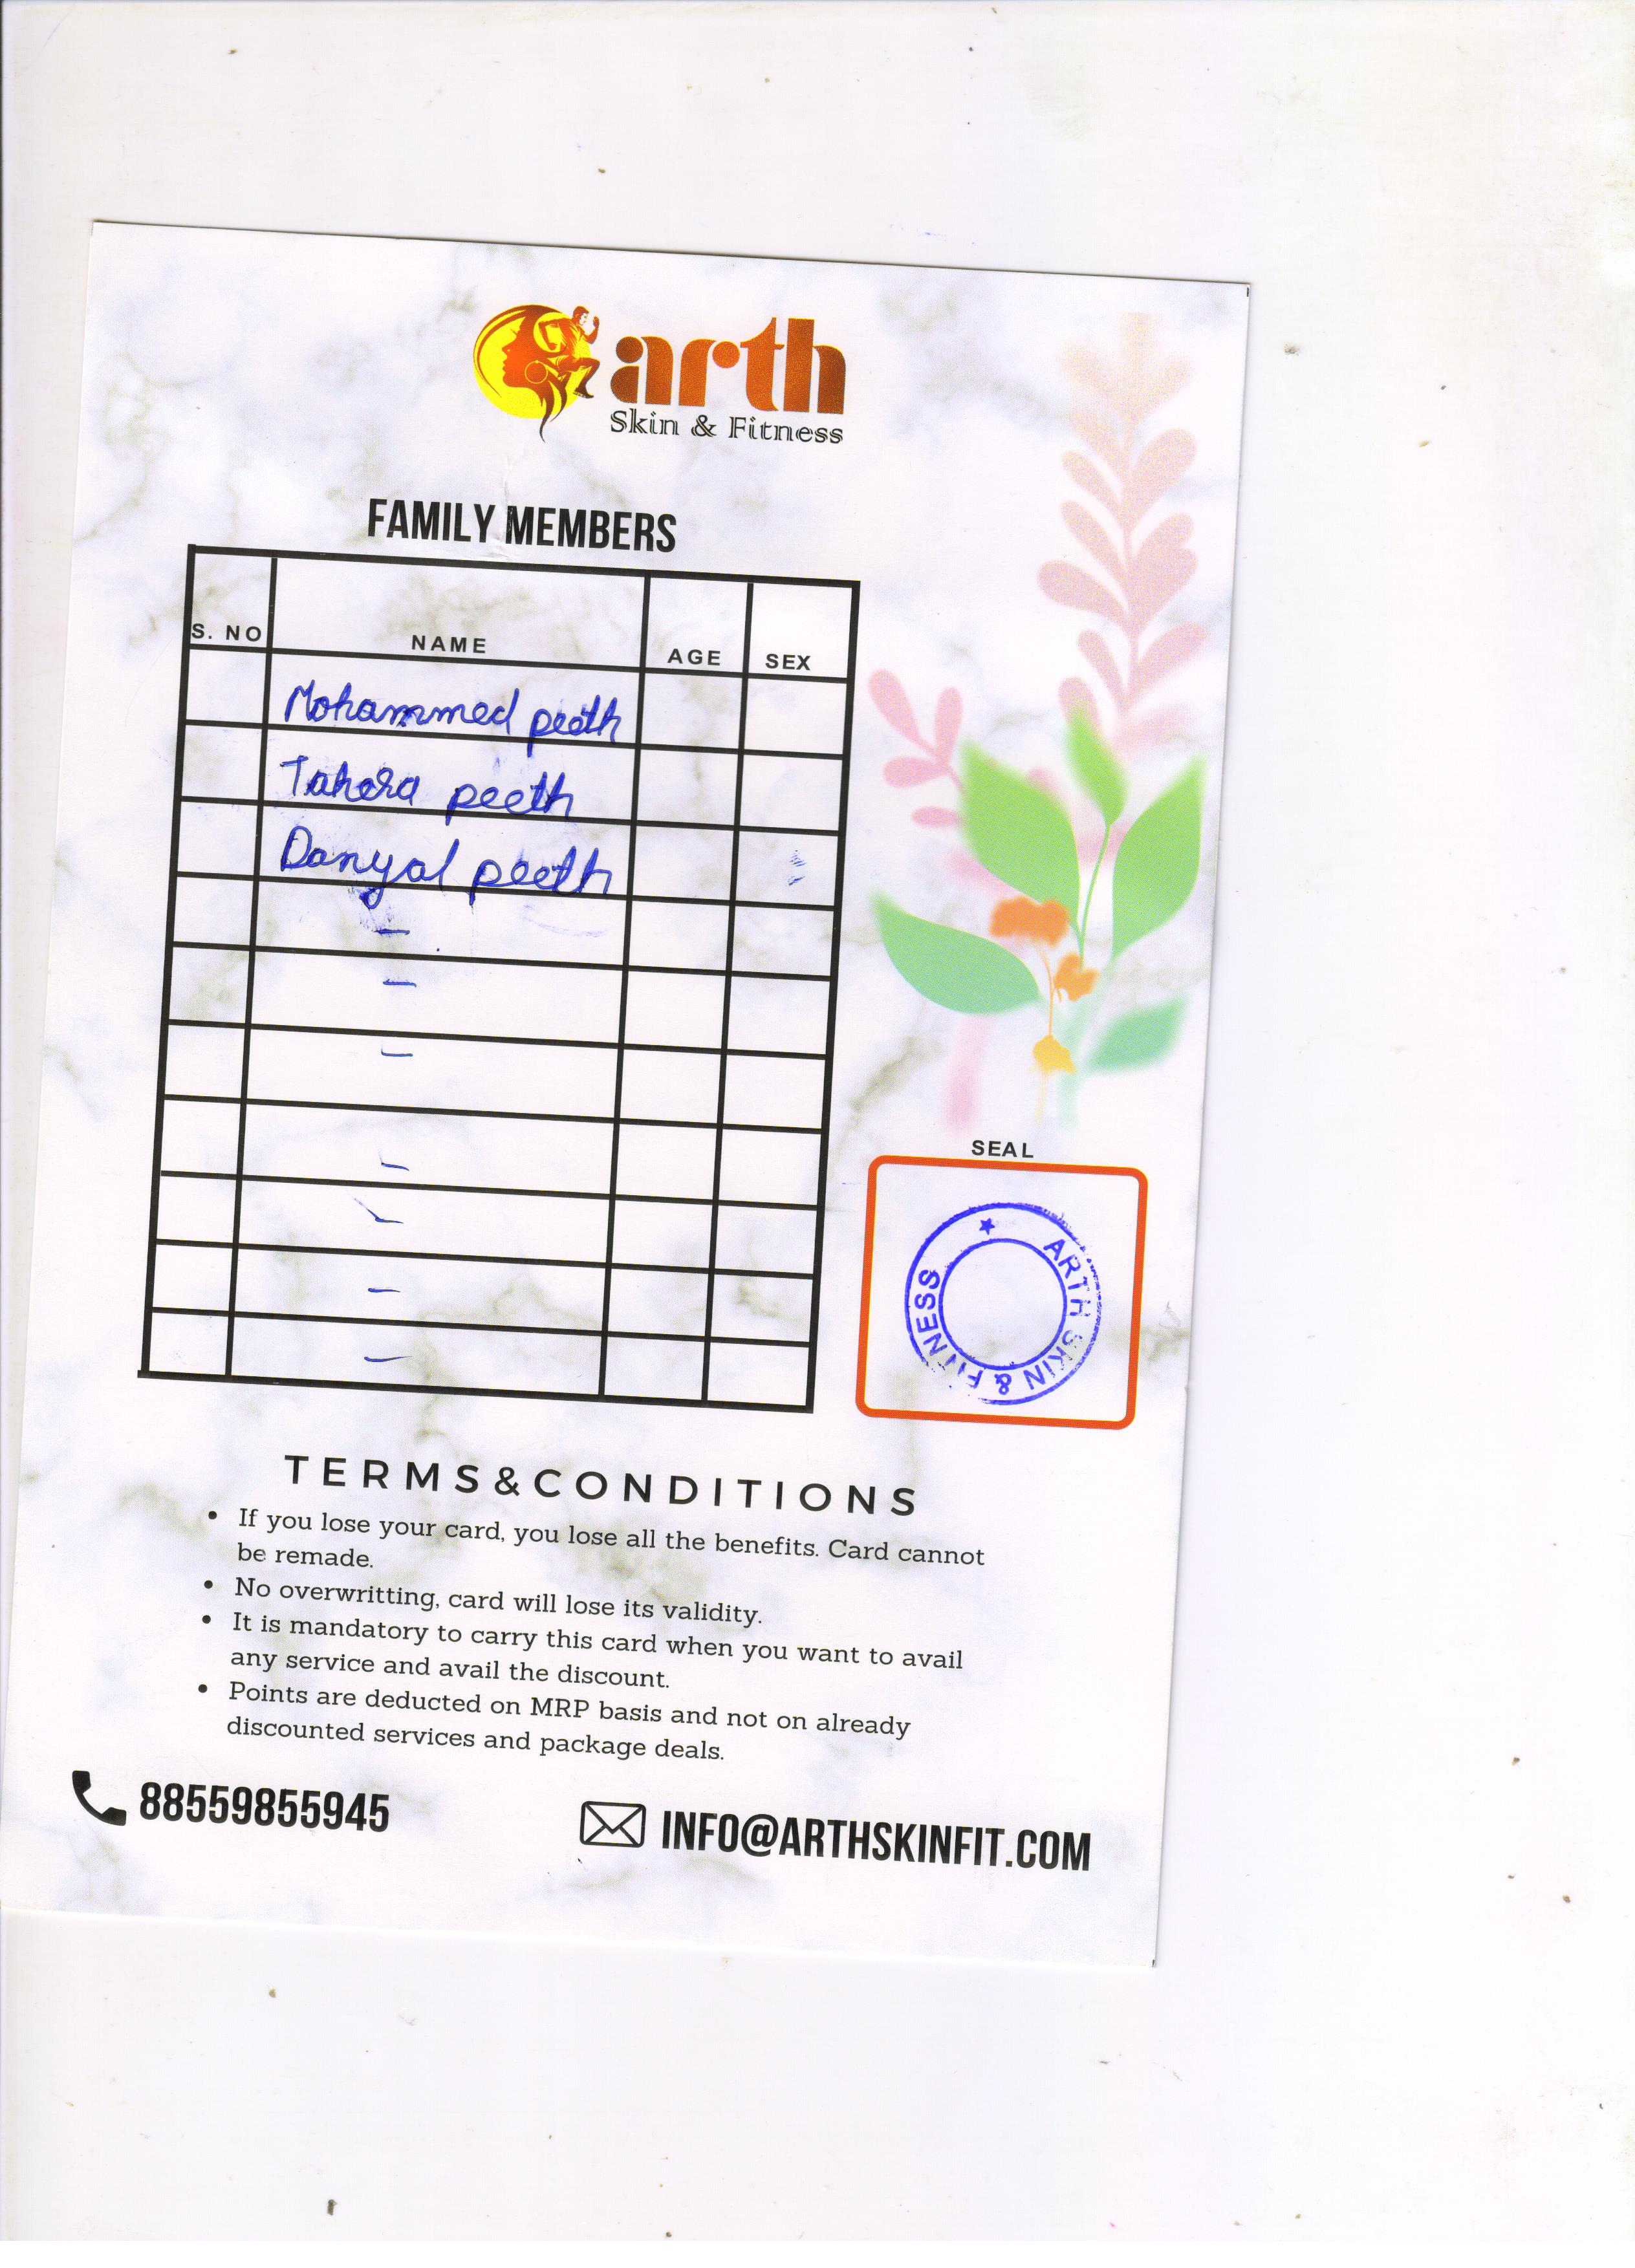 arth
Skin & Fitness
FAMILY MEMBERS
S. NO NAME AGE SEX
Mohammed peeth
Tahera peeth
Danyal peeth
—
—
—
—
—
—
—
SEAL
ARTH SKIN & FITNESS ★
TERMS&CONDITIONS
• If you lose your card, you lose all the benefits. Card cannot
be remade.
• No overwritting, card will lose its validity.
• It is mandatory to carry this card when you want to avail
any service and avail the discount.
• Points are deducted on MRP basis and not on already
discounted services and package deals.
88559855945
INFO@ARTHSKINFIT.COM